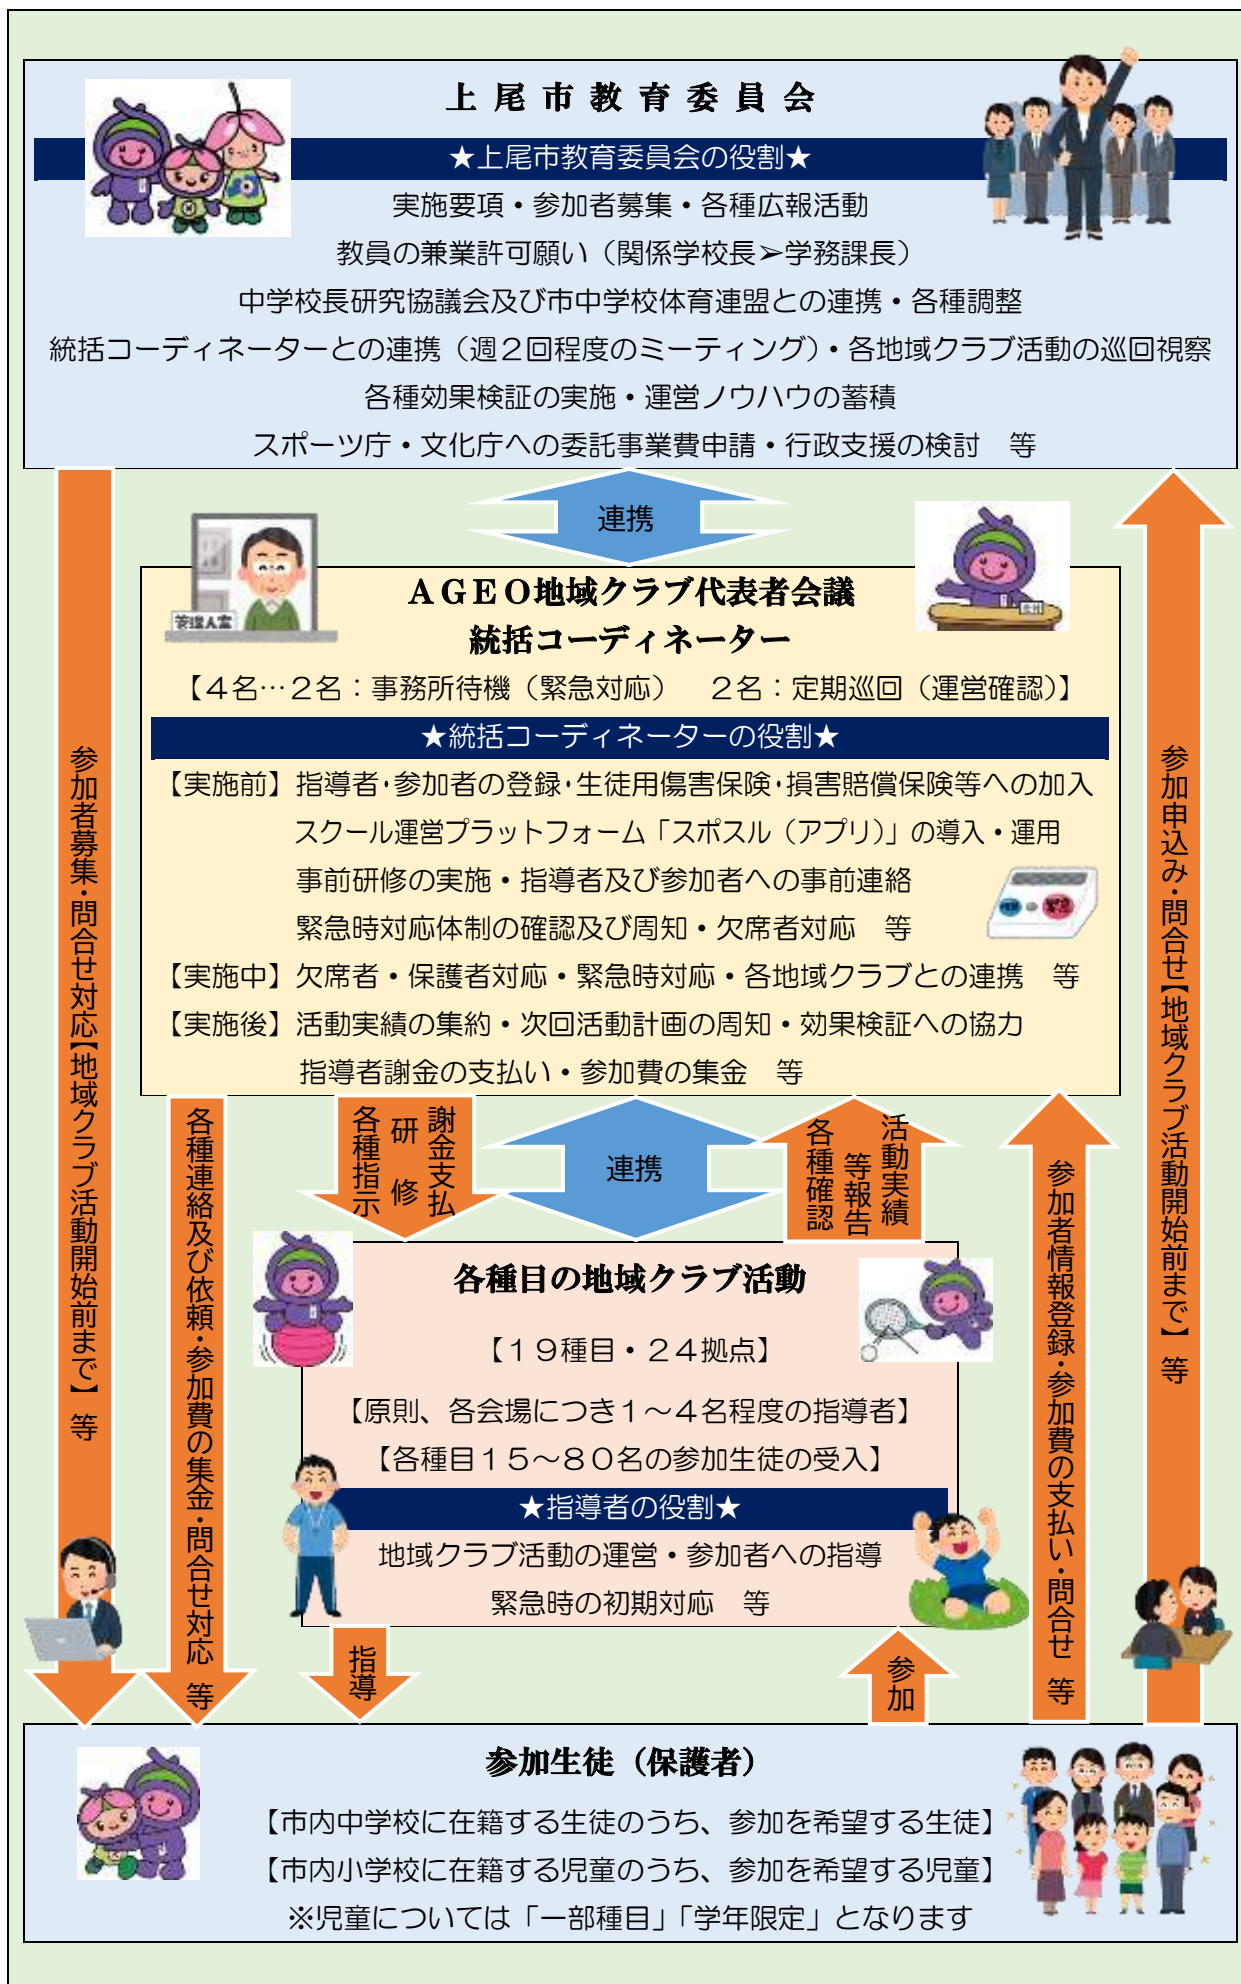 上尾市教育委員会
★上尾市教育委員会の役割★
実施要項・参加者募集・各種広報活動
教員の兼業許可願い（関係学校長➢学務課長）
中学校長研究協議会及び市中学校体育連盟との連携・各種調整
統括コーディネーターとの連携（週２回程度のミーティング）・各地域クラブ活動の巡回視察
各種効果検証の実施・運営ノウハウの蓄積
スポーツ庁・文化庁への委託事業費申請・行政支援の検討　等
連携
管理人室
ＡＧＥＯ地域クラブ代表者会議
統括コーディネーター
【４名…２名：事務所待機（緊急対応）　２名：定期巡回（運営確認）】
★統括コーディネーターの役割★
【実施前】指導者・参加者の登録・生徒用傷害保険・損害賠償保険等への加入
スクール運営プラットフォーム「スポスル（アプリ）」の導入・運用
事前研修の実施・指導者及び参加者への事前連絡
緊急時対応体制の確認及び周知・欠席者対応　等
【実施中】欠席者・保護者対応・緊急時対応・各地域クラブとの連携　等
【実施後】活動実績の集約・次回活動計画の周知・効果検証への協力
指導者謝金の支払い・参加費の集金　等
参加者募集・問合せ対応【地域クラブ活動開始前まで】等
各種連絡及び依頼・参加費の集金・問合せ対応　等
謝金支払
研　修
各種指示
連携
活動実績
等報告
各種確認
参加者情報登録・参加費の支払い・問合せ　等
参加申込み・問合せ【地域クラブ活動開始前まで】等
各種目の地域クラブ活動
【１９種目・２４拠点】
【原則、各会場につき１～４名程度の指導者】
【各種目１５～８０名の参加生徒の受入】
★指導者の役割★
地域クラブ活動の運営・参加者への指導
緊急時の初期対応　等
指導
参加
参加生徒（保護者）
【市内中学校に在籍する生徒のうち、参加を希望する生徒】
【市内小学校に在籍する児童のうち、参加を希望する児童】
※児童については「一部種目」「学年限定」となります